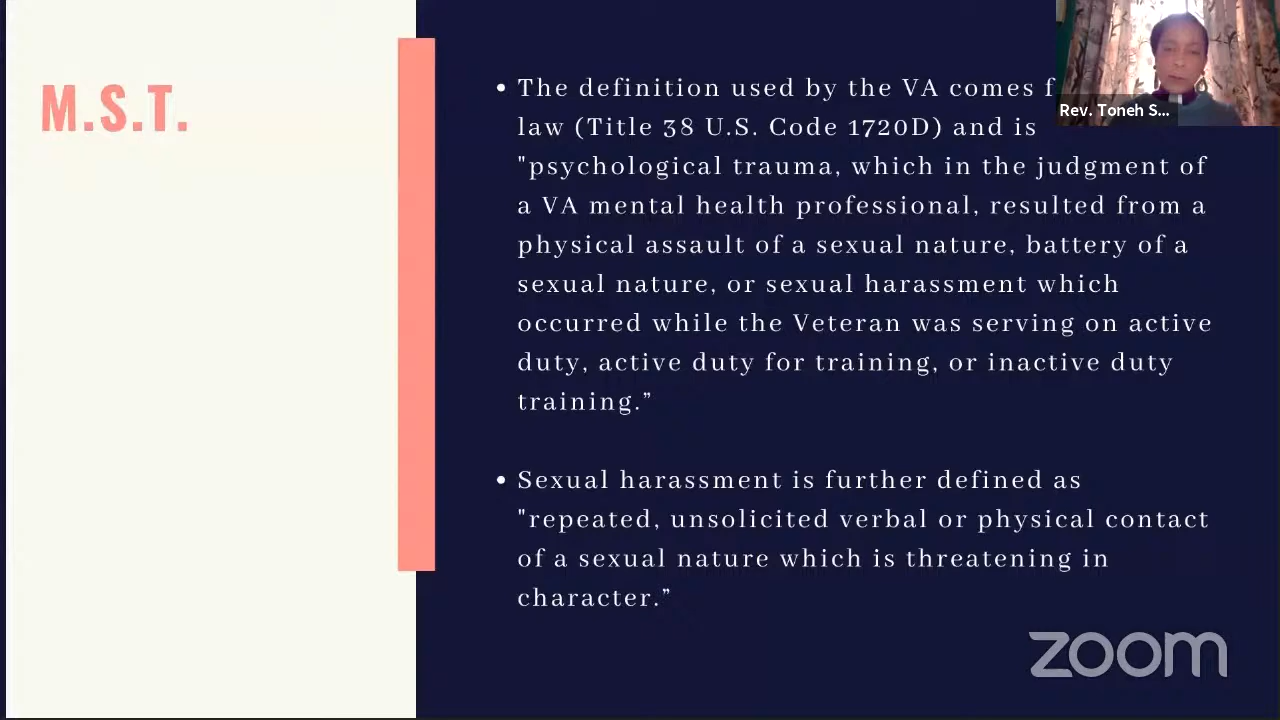 M.S.T.
• The definition used by the VA comes f
law (Title 38 U.S. Code 1720D) and is
"psychological trauma, which in the judgment of
a VA mental health professional, resulted from a
physical assault of a sexual nature, battery of a
sexual nature, or sexual harassment which
occurred while the Veteran was serving on active
duty, active duty for training, or inactive duty
training.”
• Sexual harassment is further defined as
"repeated, unsolicited verbal or physical contact
of a sexual nature which is threatening in
character.”
Rev. Toneh S...
zoom